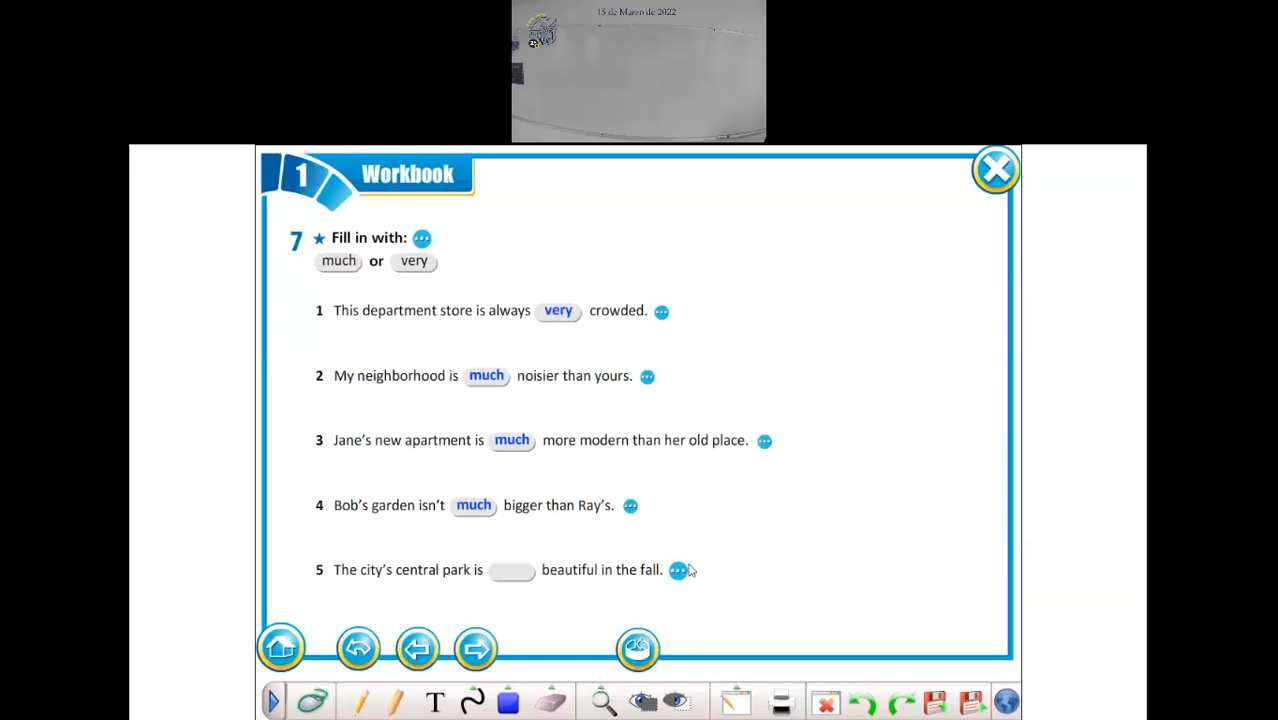 15 de Marzo de 2022
1 Workbook
7 ★ Fill in with:
much or very
1 This department store is always very crowded.
2 My neighborhood is much noisier than yours.
3 Jane's new apartment is much more modern than her old place.
4 Bob's garden isn't much bigger than Ray's.
5 The city's central park is beautiful in the fall.
T